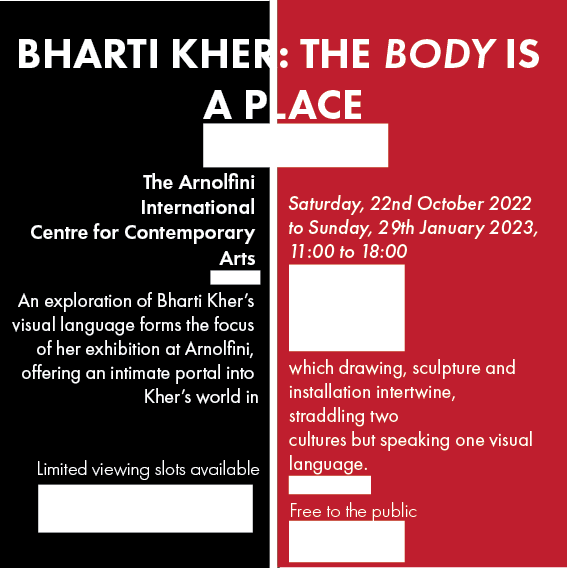 BHARTI KHER: THE BODY IS
A PLACE
The Arnolfini
International
Centre for Contemporary
Arts
An exploration of Bharti Kher's
visual language forms the focus
of her exhibition at Arnolfini,
offering an intimate portal into
Kher's world in
Limited viewing slots available
Saturday, 22nd October 2022
to Sunday, 29th January 2023,
11:00 to 18:00
which drawing, sculpture and
installation intertwine,
straddling two
cultures but speaking one visual
language.
Free to the public